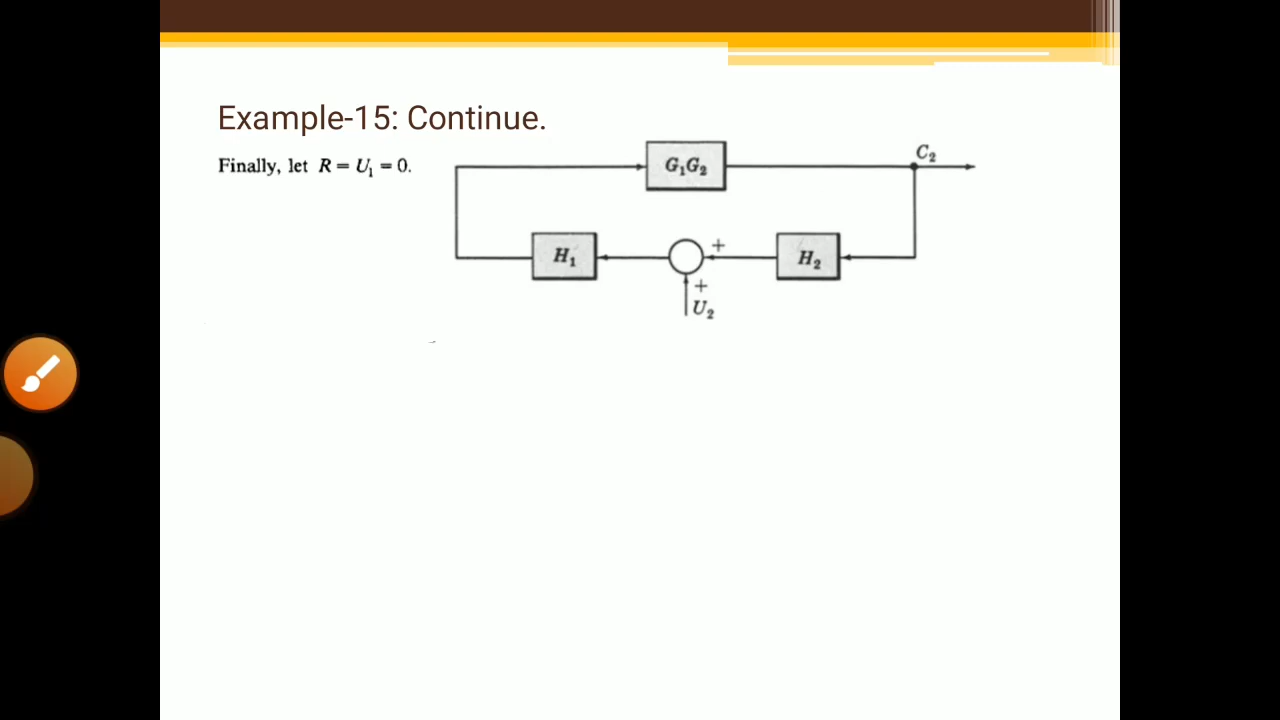 Example-15: Continue.
Finally, let R = U₁ = 0.
G₁G₂
C₂
H₁
+
H₂
+
U₂